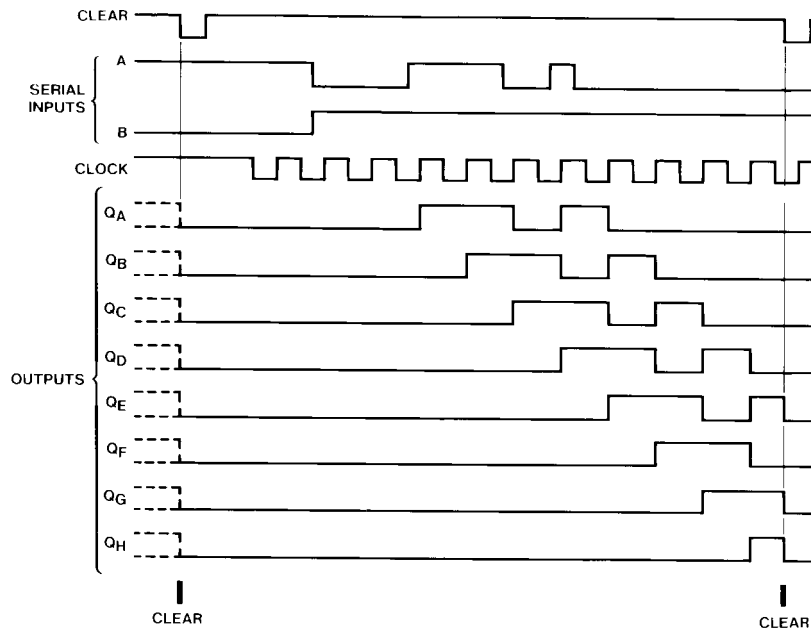 CLEAR
A
SERIAL
INPUTS
B
CLOCK
QA
QB
QC
QD
OUTPUTS
QE
QF
QG
QH
CLEAR
CLEAR